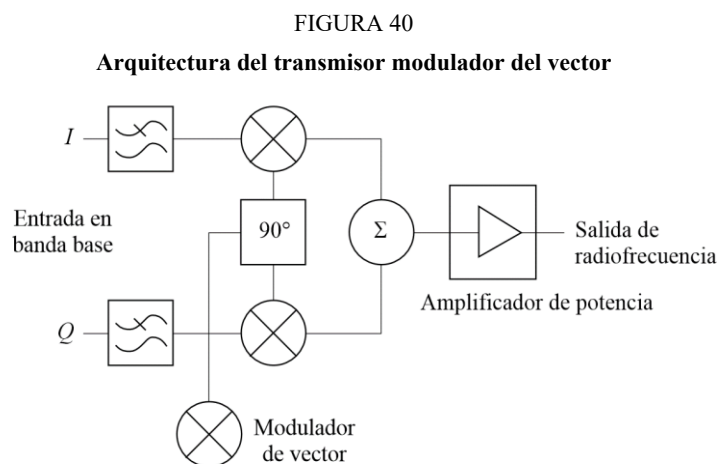 FIGURA 40
Arquitectura del transmisor modulador del vector
I
Entrada en
banda base
90°
Σ
Salida de
radiofrecuencia
Amplificador de potencia
Q
Modulador
de vector